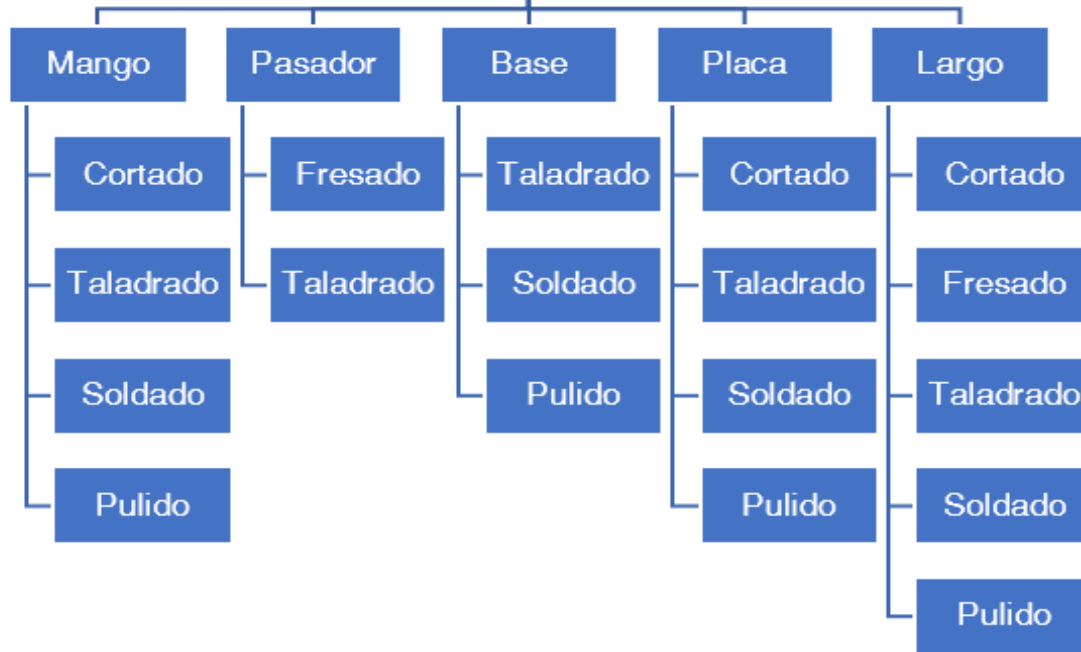 Mango
Pasador
Base
Placa
Largo
Cortado
Taladrado
Soldado
Pulido
Fresado
Taladrado
Taladrado
Soldado
Pulido
Cortado
Taladrado
Soldado
Pulido
Cortado
Fresado
Taladrado
Soldado
Pulido